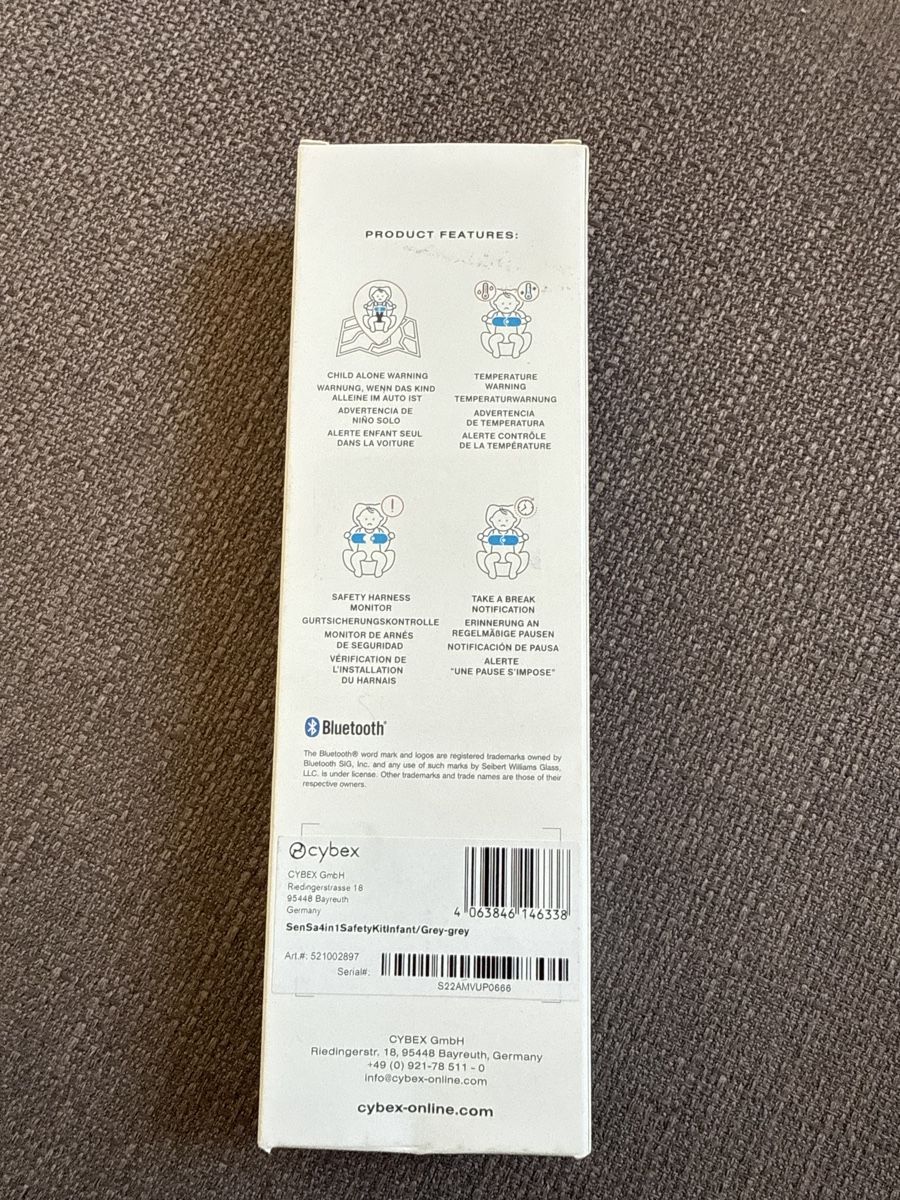 PRODUCT FEATURES:
CHILD ALONE WARNING
WARNUNG, WENN DAS KIND
ALLEINE IM AUTO IST
ADVERTENCIA DE
NIÑO SOLO
ALERTE ENFANT SEUL
DANS LA VOITURE
TEMPERATURE
WARNING
TEMPERATURWARNUNG
ADVERTENCIA
DE TEMPERATURA
ALERTE CONTRÔLE
DE LA TEMPÉRATURE
SAFETY HARNESS
MONITOR
GURTSICHERUNGSKONTROLLE
MONITOR DE ARNÉS
DE SEGURIDAD
VÉRIFICATION DE
L'INSTALLATION
DU HARNAIS
TAKE A BREAK
NOTIFICATION
ERINNERUNG AN
REGELMÄßIGE PAUSEN
NOTIFICACIÓN DE PAUSA
ALERTE
"UNE PAUSE S'IMPOSE"
Bluetooth®
The Bluetooth® word mark and logos are registered trademarks owned by
Bluetooth SIG, Inc. and any use of such marks by Seibert Williams Glass,
LLC. is under license. Other trademarks and trade names are those of their
respective owners.
cybex
CYBEX GmbH
Riedingerstrasse 18
95448 Bayreuth
Germany
4 063846 146338
SenSa4in1SafetyKitInfant/Grey-grey
Art.#: 521002897
Serial#:
S22AMVUP0666
CYBEX GmbH
Riedingerstr. 18, 95448 Bayreuth, Germany
+49 (0) 921-78 511 - 0
info@cybex-online.com
cybex-online.com